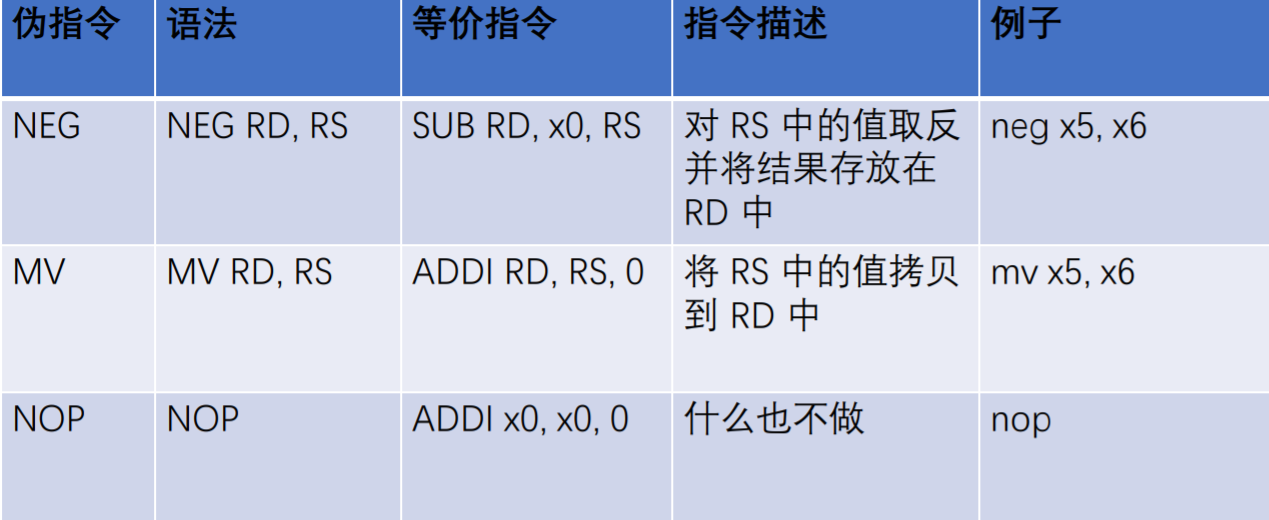 伪指令 语法 等价指令 指令描述 例子
NEG NEG RD, RS SUB RD, x0, RS 对 RS 中的值取反 neg x5, x6
并将结果存放在
RD 中
MV MV RD, RS ADDI RD, RS, 0 将 RS 中的值拷贝 mv x5, x6
到 RD 中
NOP NOP ADDI x0, x0, 0 什么也不做 nop